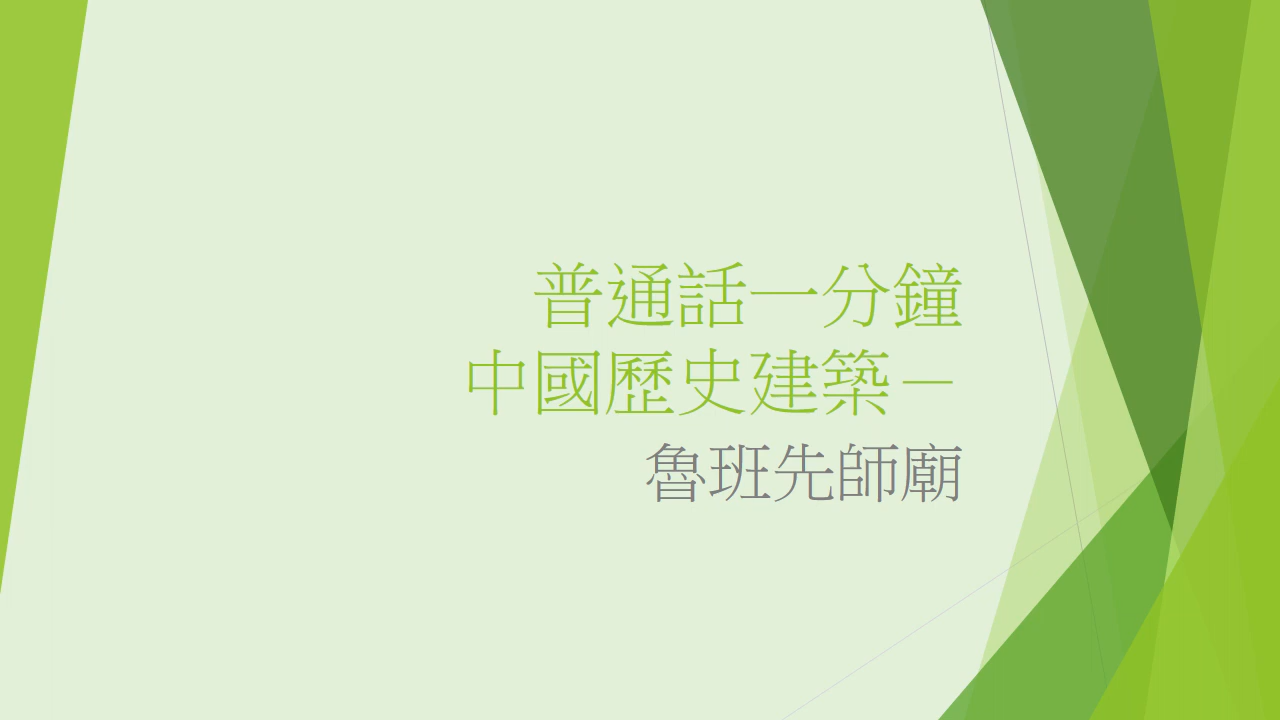 普通話一分鐘
中國歷史建築－
魯班先師廟